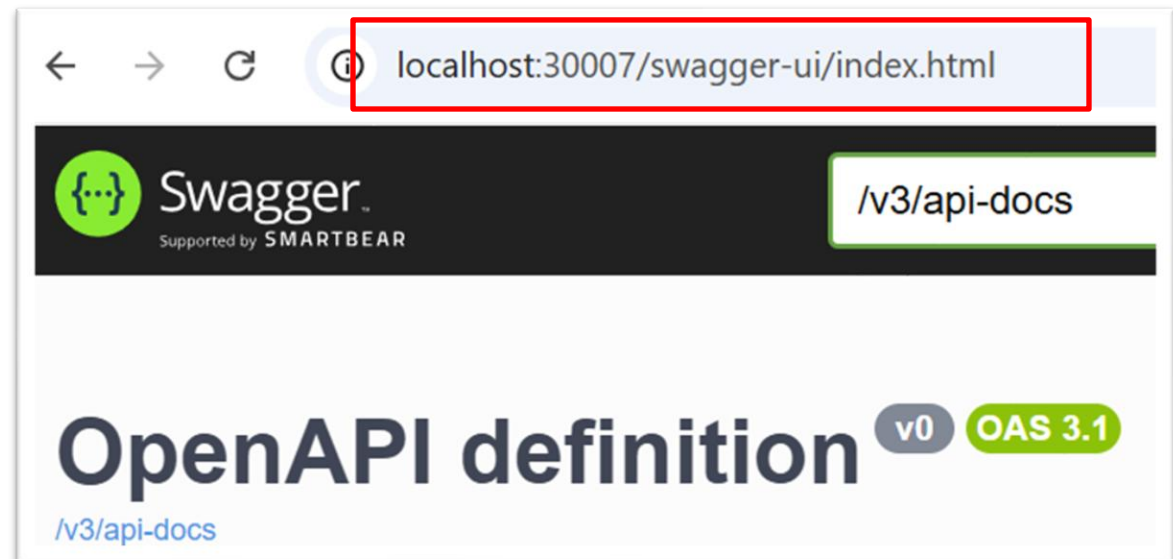 localhost:30007/swagger-ui/index.html
{...} Swagger.
Supported by SMARTBEAR
/v3/api-docs
OpenAPI definition v0 OAS 3.1
/v3/api-docs